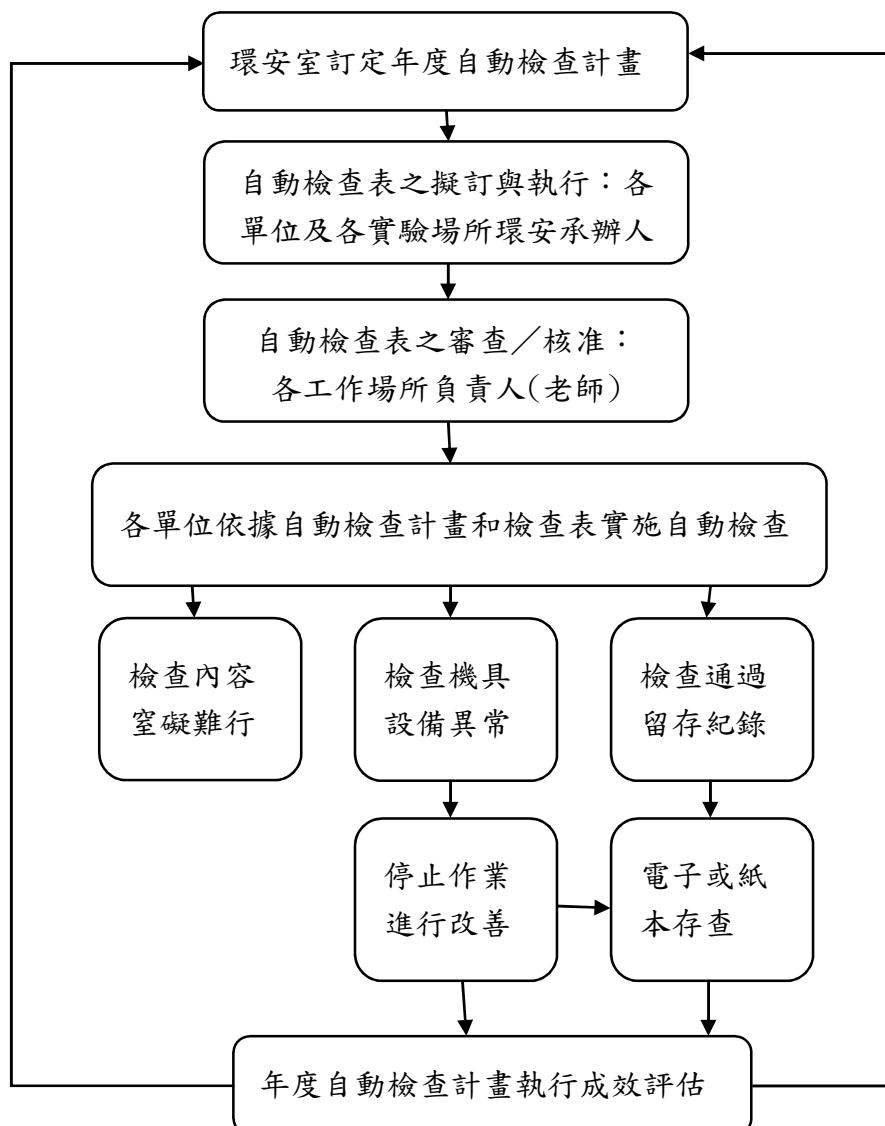 環安室訂定年度自動檢查計畫
自動檢查表之擬訂與執行：各
單位及各實驗場所環安承辦人
自動檢查表之審查／核准：
各工作場所負責人(老師)
各單位依據自動檢查計畫和檢查表實施自動檢查
檢查內容
窒礙難行
檢查機具
設備異常
檢查通過
留存紀錄
停止作業
進行改善
電子或紙
本存查
年度自動檢查計畫執行成效評估